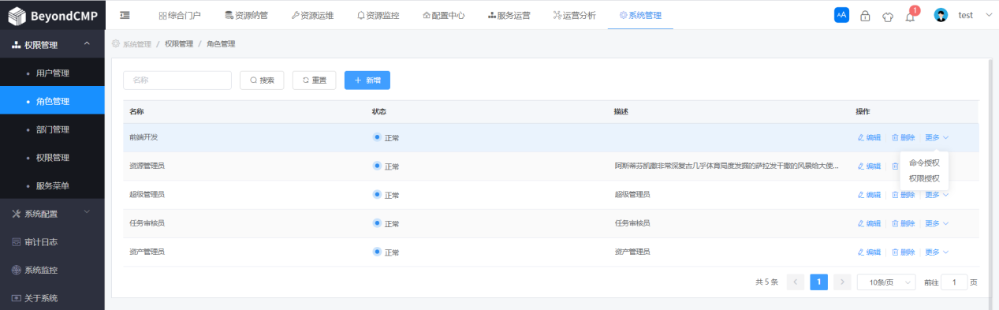 BeyondCMP
综合门户 资源纳管 资源运维 资源监控 配置中心 服务运营 运营分析 系统管理 AA 1 test
权限管理
用户管理
角色管理
部门管理
权限管理
服务菜单
系统配置
审计日志
系统监控
关于系统
系统管理 / 权限管理 / 角色管理
名称 搜索 重置 + 新增
名称 状态 描述 操作
前端开发 正常 编辑 删除 更多
命令授权
权限授权
资源管理员 正常 阿斯蒂芬凯撒非常深复古几乎体育局度发掘的萨拉发干撒的风景给大使... 编辑
超级管理员 正常 超级管理员 编辑 删除 更多
任务审核员 正常 任务审核员 编辑 删除 更多
资产管理员 正常 资产管理员 编辑 删除 更多
共 5 条 < 1 > 10条/页 前往 1 页